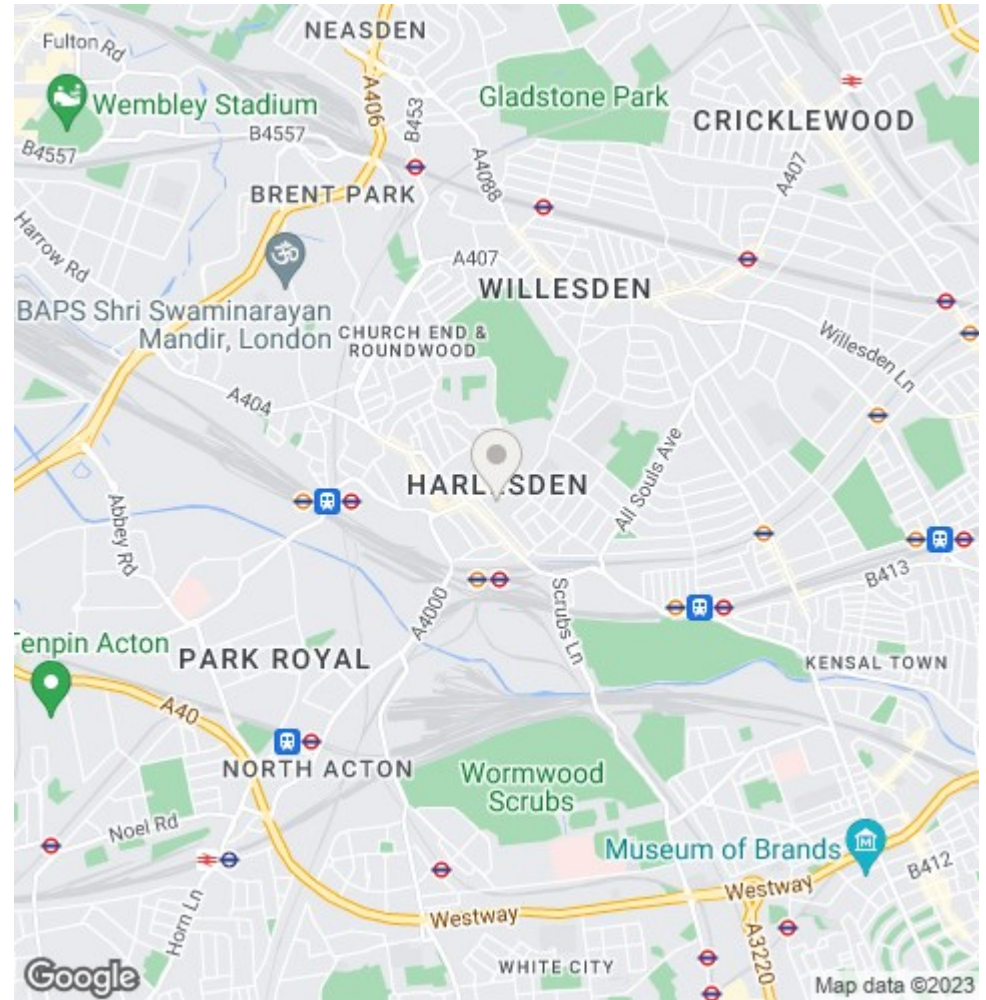 NEASDEN
Fulton Rd
A406
B453
Wembley Stadium
B4557
B4557
Gladstone Park
CRICKLEWOOD
A4088
A407
BRENT PARK
Harrow Rd
A407
WILLESDEN
BAPS Shri Swaminarayan
Mandir, London
CHURCH END &
ROUNDWOOD
Willesden Ln
A404
HARLESDEN
All Souls Ave
Abbey Rd
B413
A4000
Scrubs Ln
enpin Acton
PARK ROYAL
KENSAL TOWN
A40
NORTH ACTON
Wormwood
Scrubs
Noel Rd
Museum of Brands
B412
Westway
Westway
Horn Ln
A3220
WHITE CITY
Google
Map data ©2023